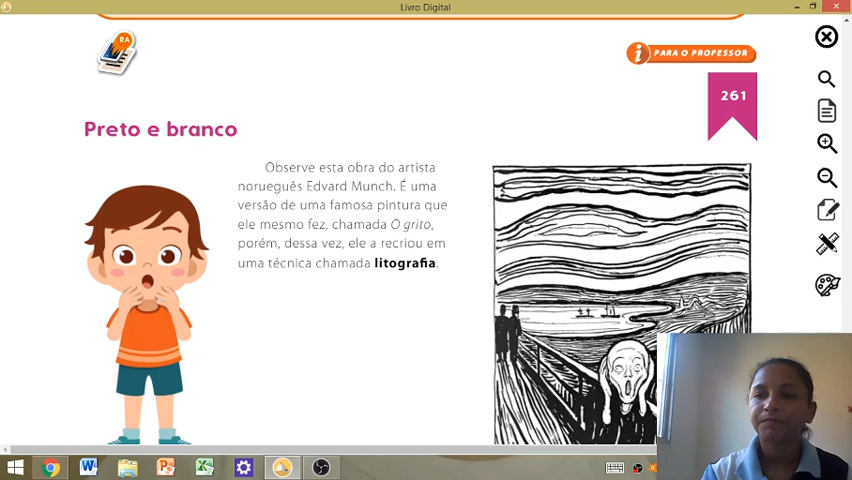 Livro Digital
RA
PARA O PROFESSOR
261
Preto e branco
Observe esta obra do artista
norueguês Edvard Munch. É uma
versão de uma famosa pintura que
ele mesmo fez, chamada O grito,
porém, dessa vez, ele a recriou em
uma técnica chamada litografia.